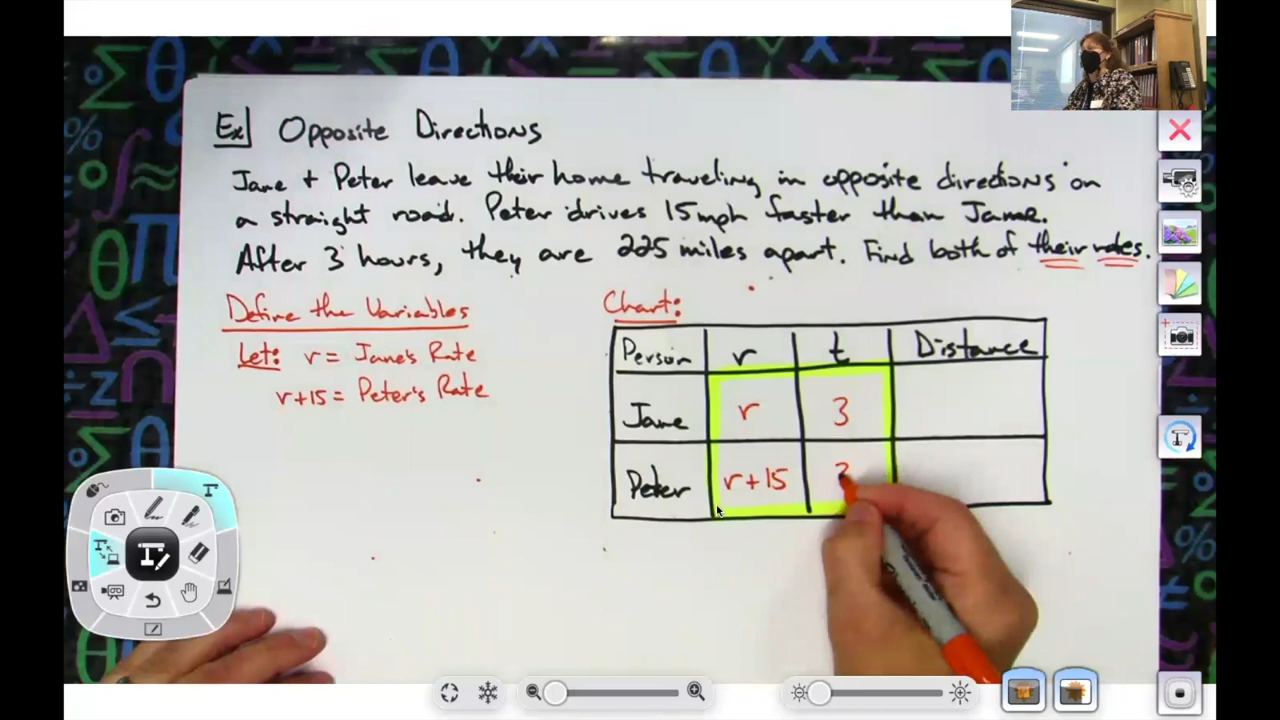 Ex Opposite Directions
Jane + Peter leave their home traveling in opposite directions on
a straight road. Peter drives 15mph faster than Jane.
After 3 hours, they are 225 miles apart. Find both of their rates.
Define the Variables
Let: r = Jane's Rate
r+15 = Peter's Rate
Chart:
Person r t Distance
Jane r 3
Peter r+15